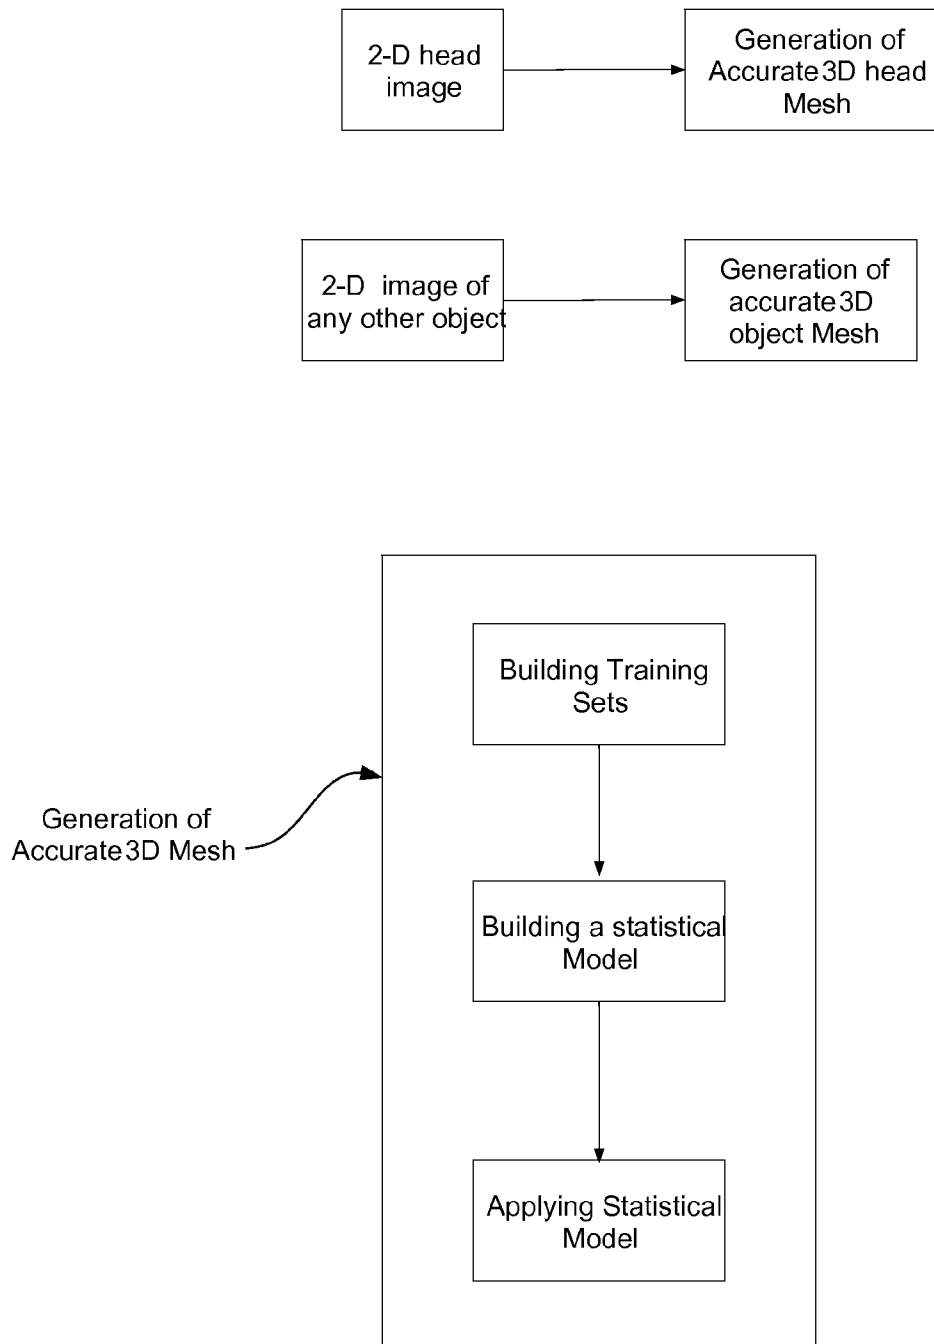 2-D head
image
Generation of
Accurate 3D head
Mesh
2-D image of
any other object
Generation of
accurate 3D
object Mesh
Building Training
Sets
Generation of
Accurate 3D Mesh
Building a statistical
Model
Applying Statistical
Model